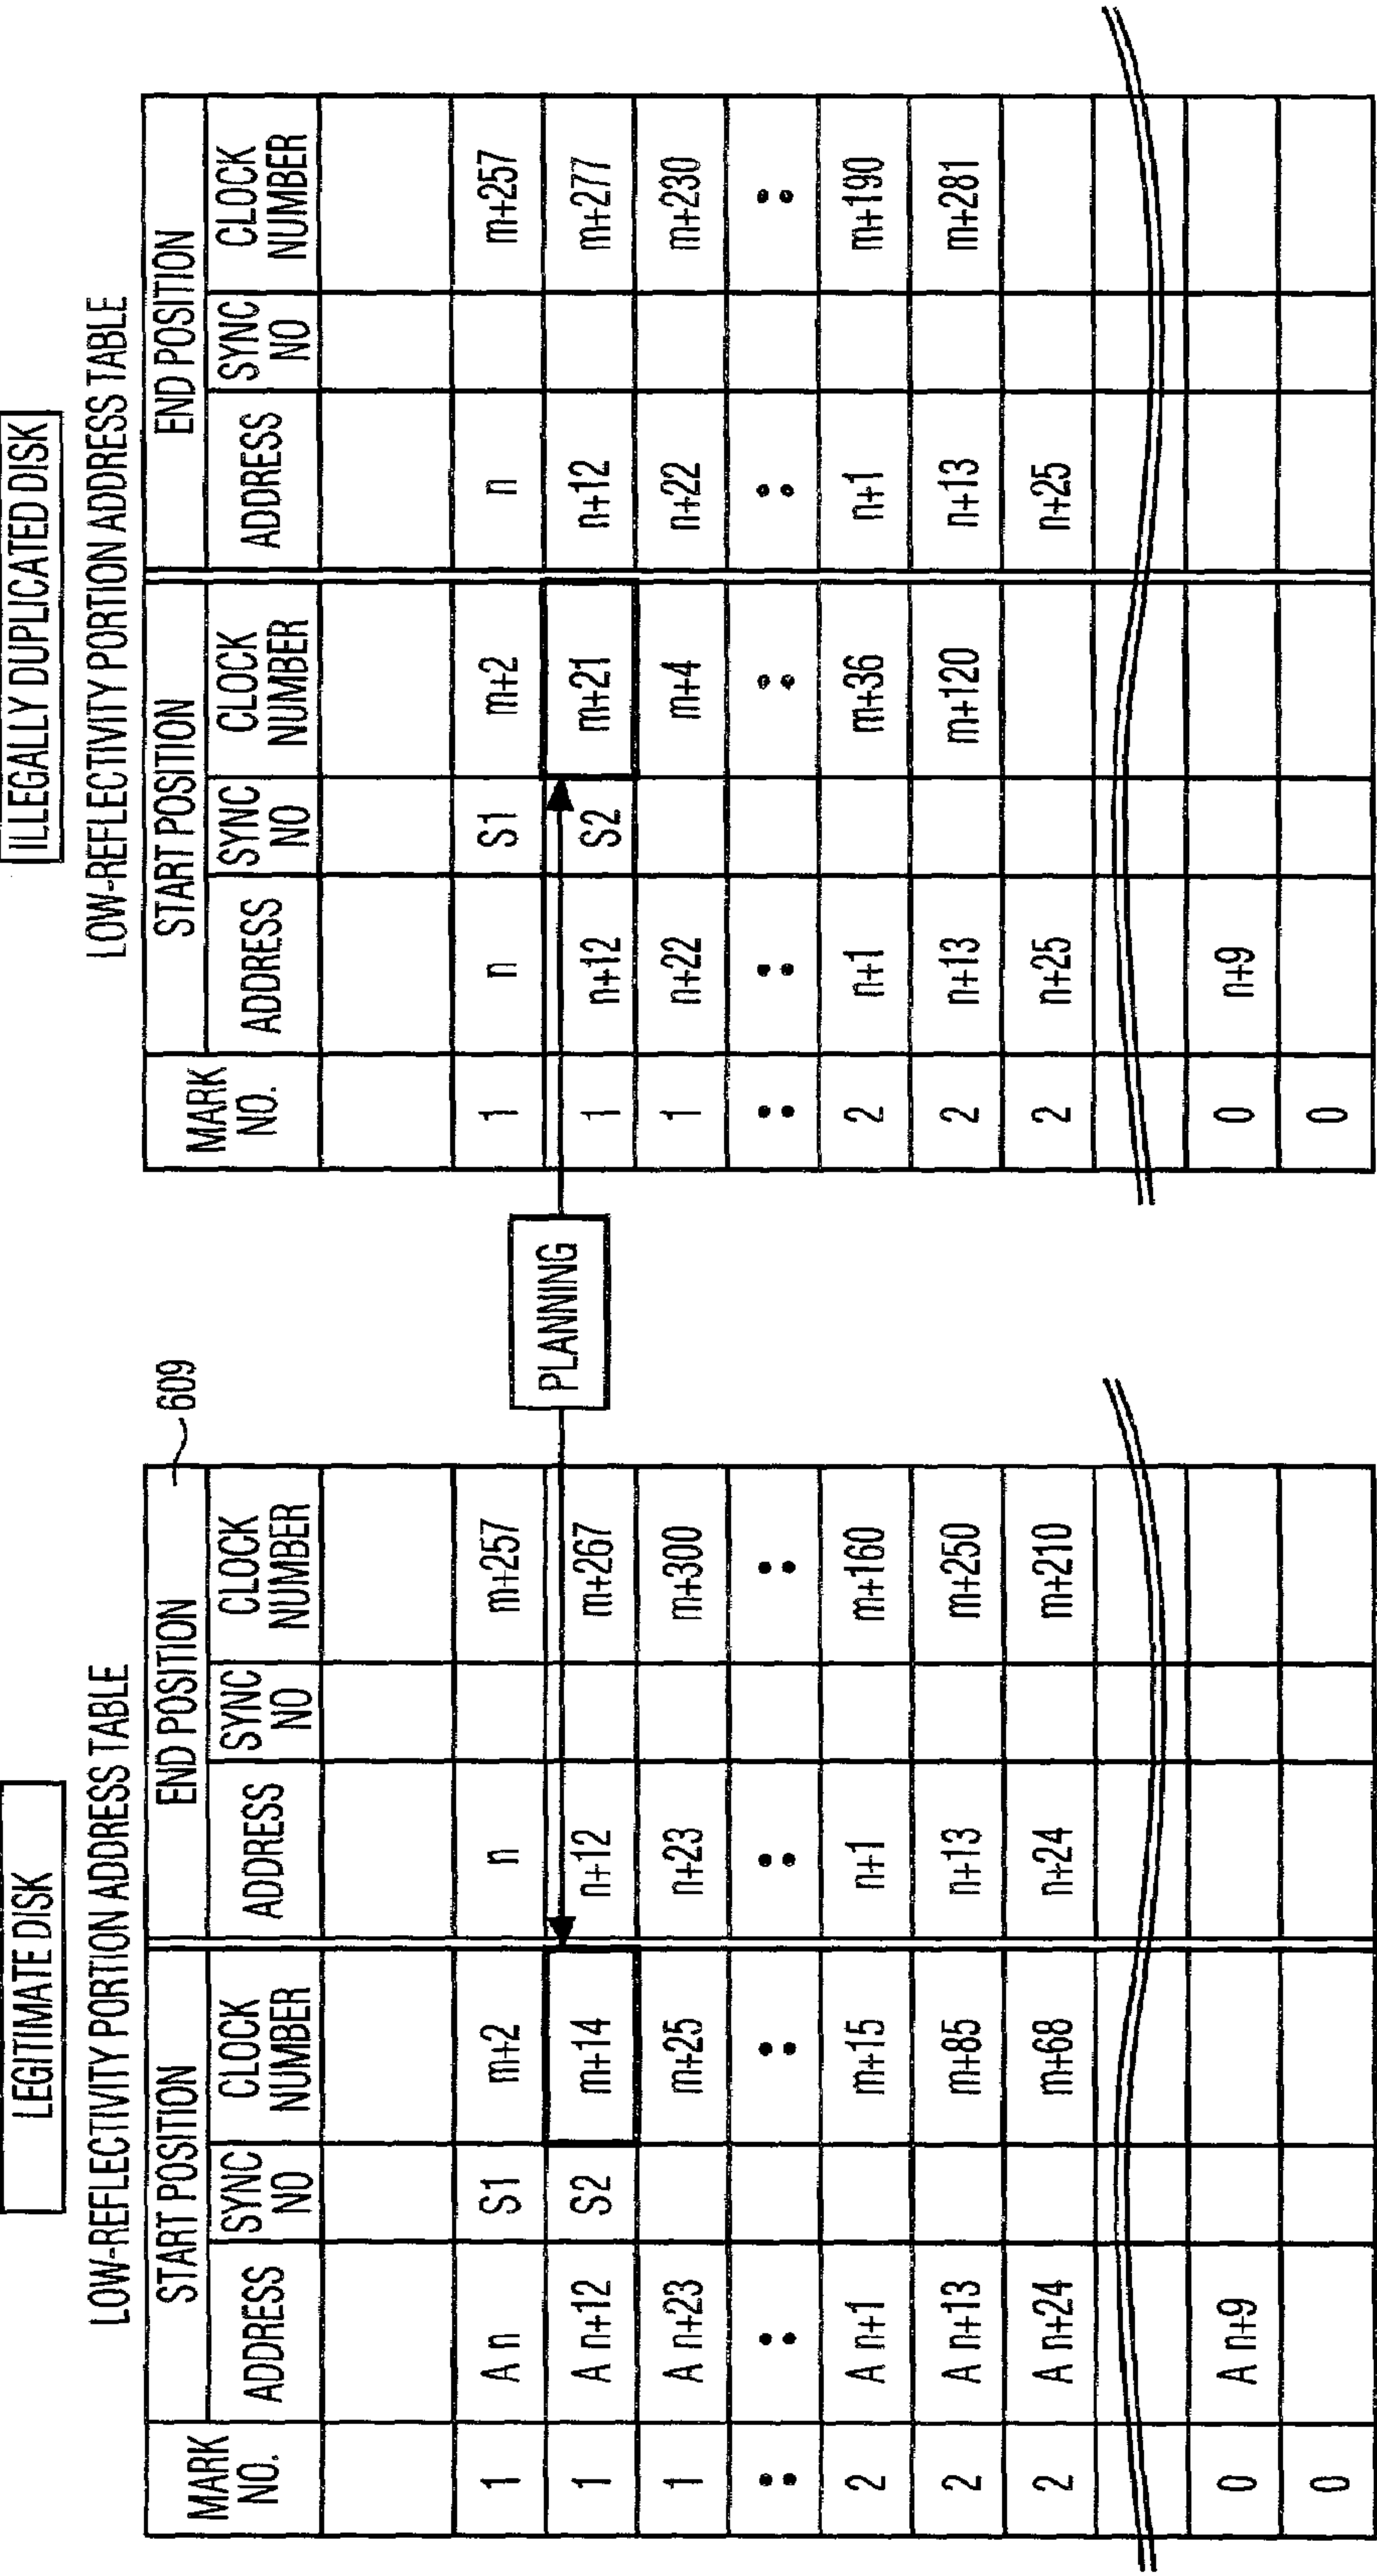 LEGITIMATE DISK
LOW-REFLECTIVITY PORTION ADDRESS TABLE
609
MARK NO. START POSITION END POSITION
ADDRESS SYNC NO CLOCK NUMBER ADDRESS SYNC NO CLOCK NUMBER
1 A n S1 m+2 n m+257
1 A n+12 S2 m+14 n+12 m+267
1 A n+23 m+25 n+23 m+300
: : : : :
2 A n+1 m+15 n+1 m+160
2 A n+13 m+85 n+13 m+250
2 A n+24 m+68 n+24 m+210
0 A n+9
0
PLANNING
ILLEGALLY DUPLICATED DISK
LOW-REFLECTIVITY PORTION ADDRESS TABLE
MARK NO. START POSITION END POSITION
ADDRESS SYNC NO CLOCK NUMBER ADDRESS SYNC NO CLOCK NUMBER
1 n S1 m+2 n m+257
1 n+12 S2 m+21 n+12 m+277
1 n+22 m+4 n+22 m+230
: : : : :
2 n+1 m+36 n+1 m+190
2 n+13 m+120 n+13 m+281
2 n+25 n+25
0 n+9
0